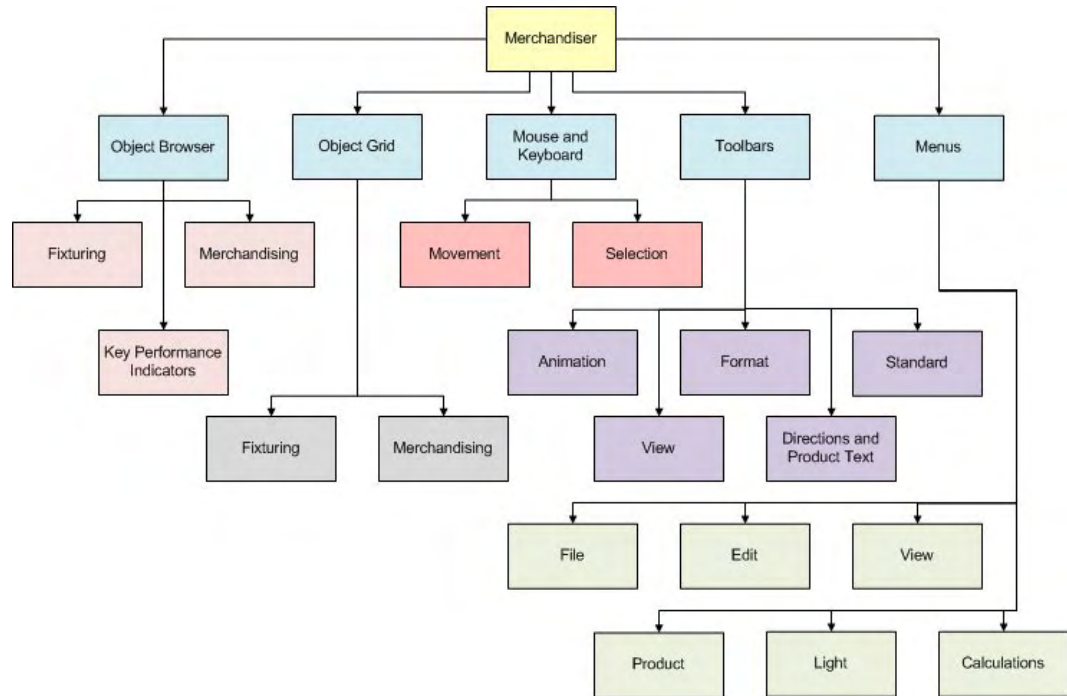 Merchandiser
Object Browser
Object Grid
Mouse and
Keyboard
Toolbars
Menus
Fixturing
Merchandising
Movement
Selection
Key Performance
Indicators
Animation
Format
Standard
Fixturing
Merchandising
View
Directions and
Product Text
File
Edit
View
Product
Light
Calculations